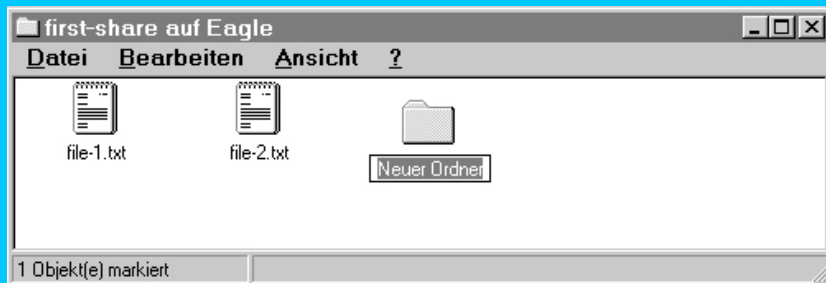 first-share auf Eagle
Datei Bearbeiten Ansicht ?
file-1.txt file-2.txt Neuer Ordner
1 Objekt(e) markiert